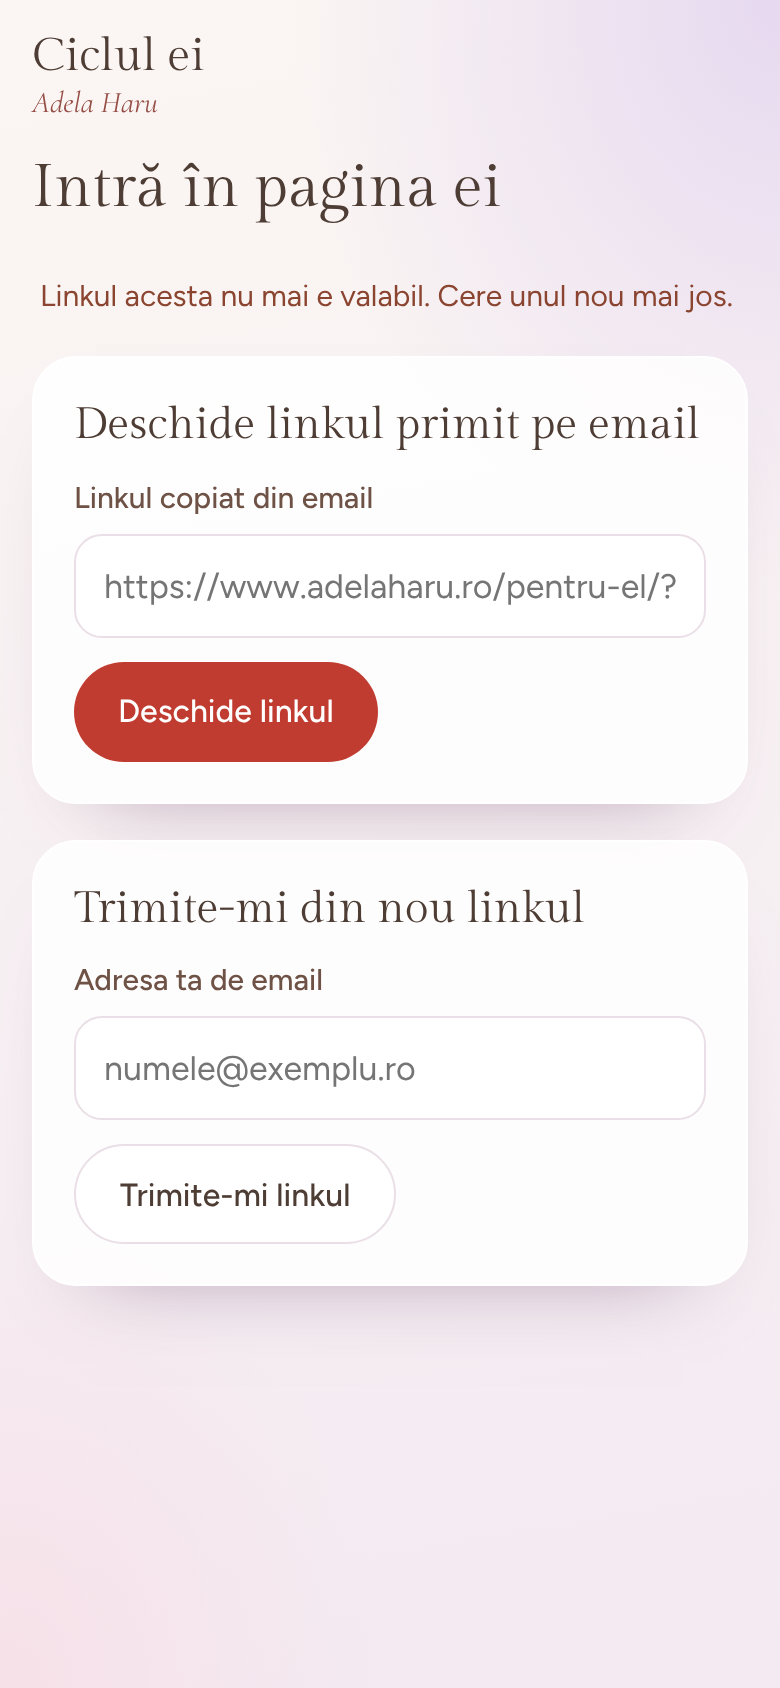 Ciclul ei
Adela Haru
Intră în pagina ei
Linkul acesta nu mai e valabil. Cere unul nou mai jos.
Deschide linkul primit pe email
Linkul copiat din email
https://www.adelaharu.ro/pentru-el/?
Deschide linkul
Trimite-mi din nou linkul
Adresa ta de email
numele@exemplu.ro
Trimite-mi linkul